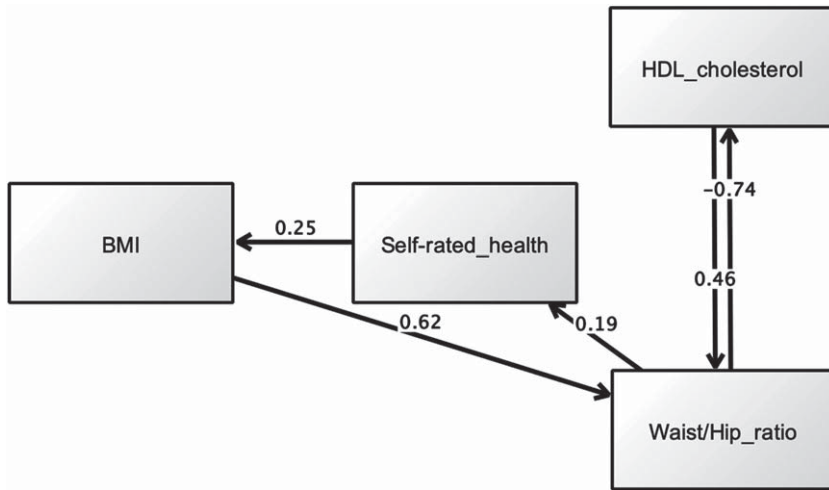 HDL_cholesterol
−0.74
BMI
0.25
Self-rated_health
0.46
0.62
0.19
Waist/Hip_ratio